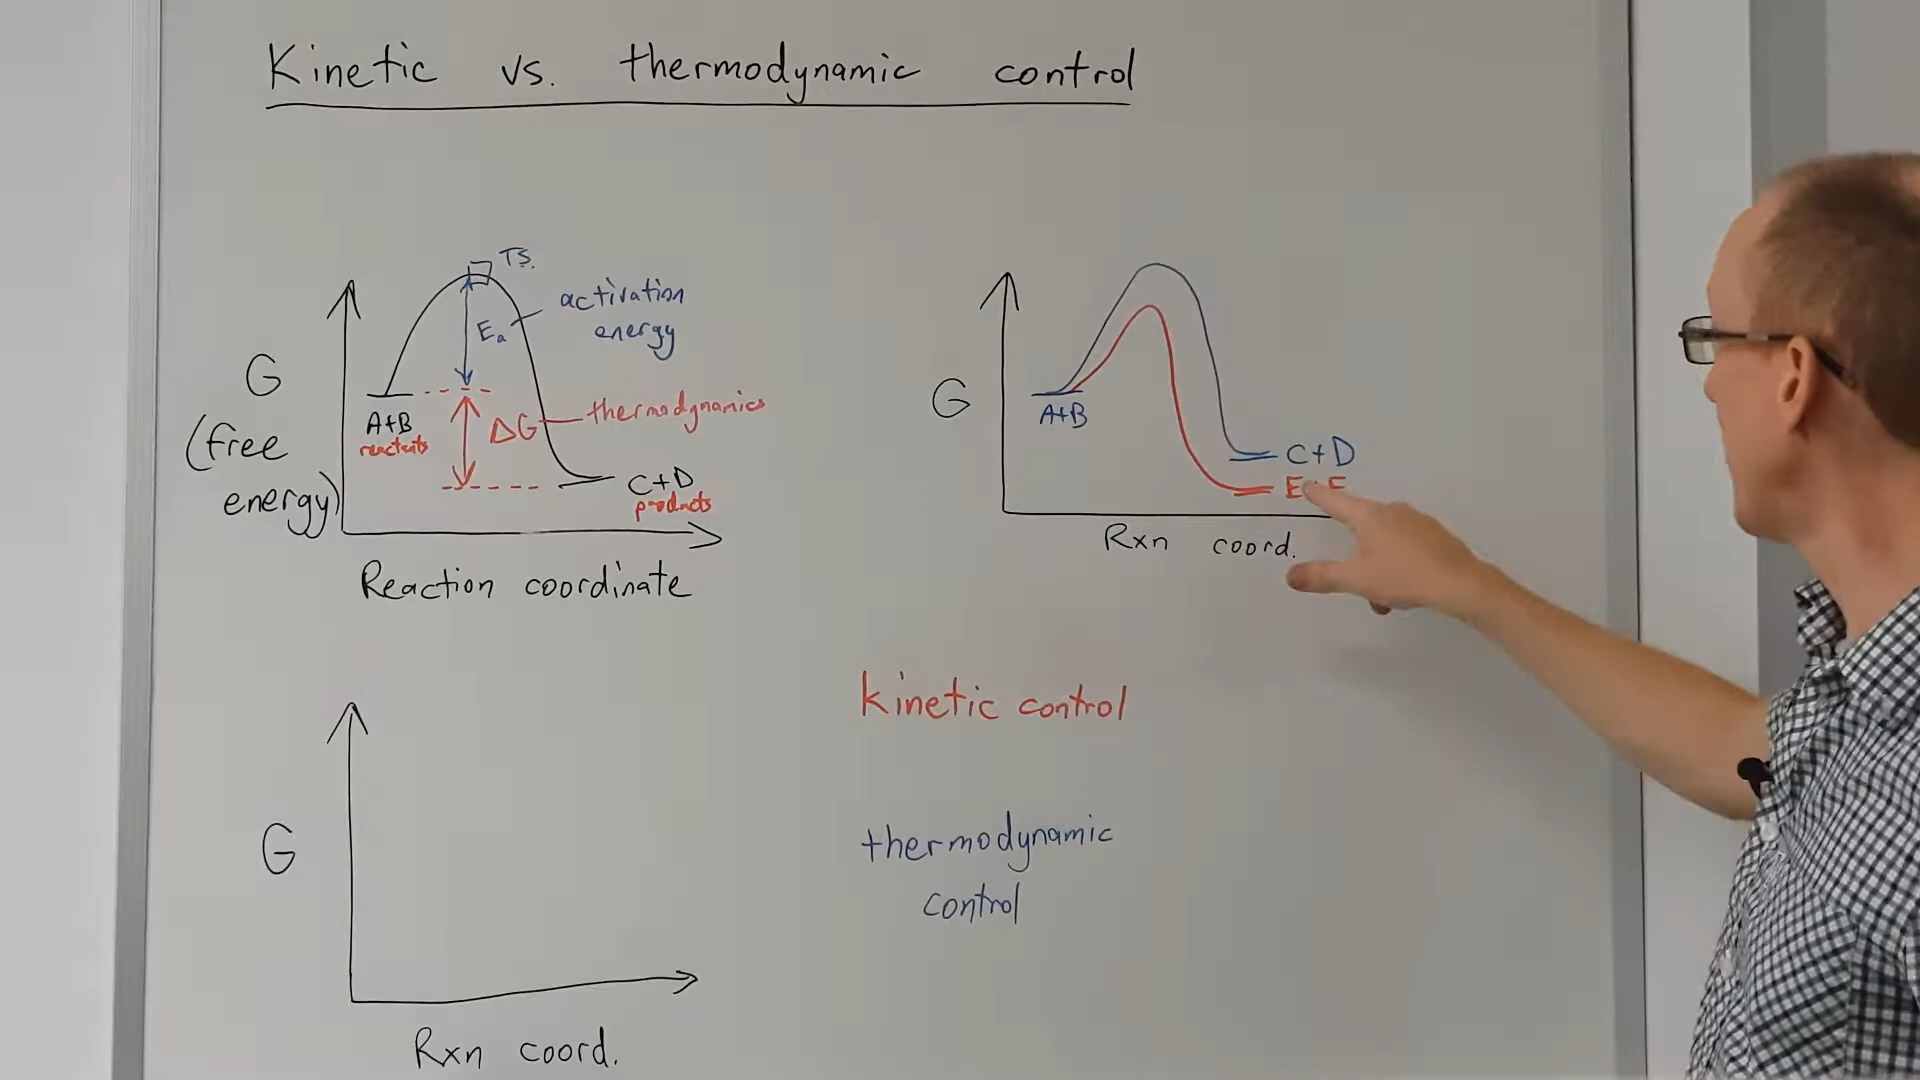 Kinetic vs. thermodynamic control
TS.
activation
energy
Ea
G
(free
energy)
A+B
reactants
ΔG
thermodynamics
C+D
products
Reaction coordinate
G
A+B
C+D
Rxn coord.
kinetic control
thermodynamic
control
G
Rxn coord.